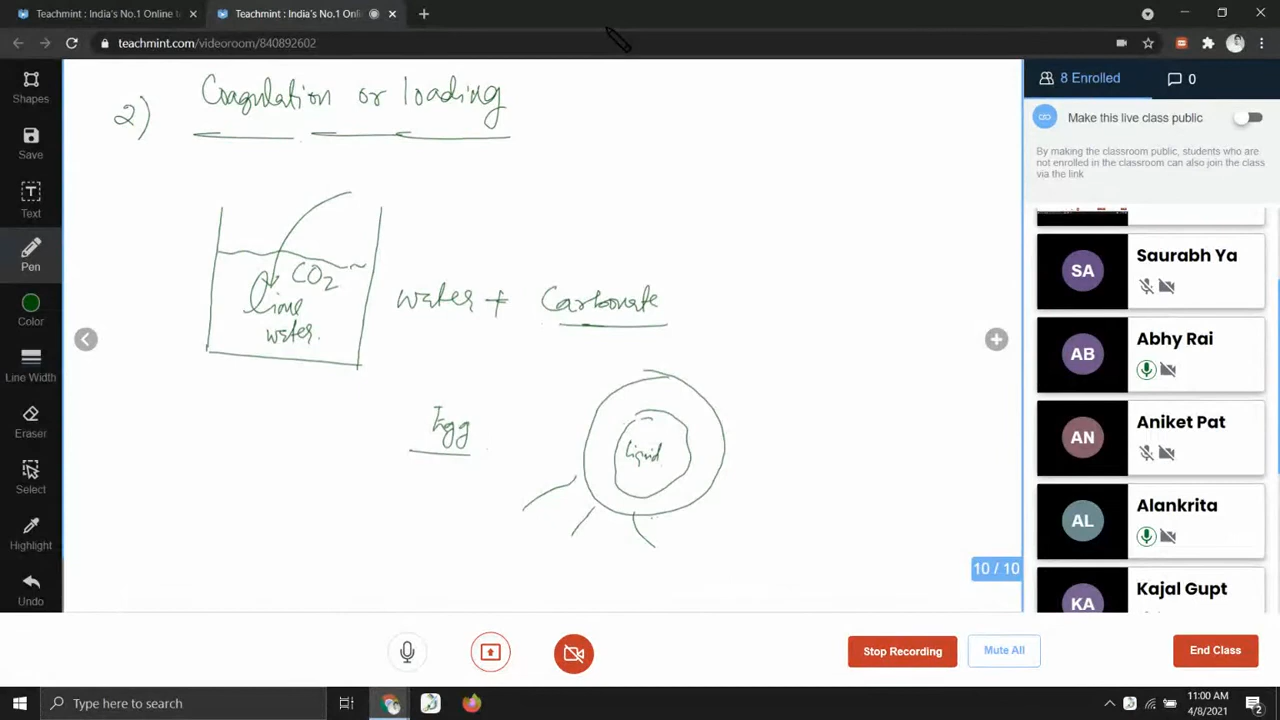 Teachmint : India's No.1 Online l
Teachmint : India's No.1 Onl
teachmint.com/videoroom/840892602
Shapes
Save
Text
Pen
Color
Line Width
Eraser
Select
Highlight
Undo
2) Coagulation or loading
CO2
lime
water.
water + Carbonate
Egg
liquid
10 / 10
8 Enrolled
0
Make this live class public
By making the classroom public, students who are
not enrolled in the classroom can also join the class
via the link
SA Saurabh Ya
AB Abhy Rai
AN Aniket Pat
AL Alankrita
KA Kajal Gupt
Stop Recording
Mute All
End Class
Type here to search
11:00 AM
4/8/2021
2